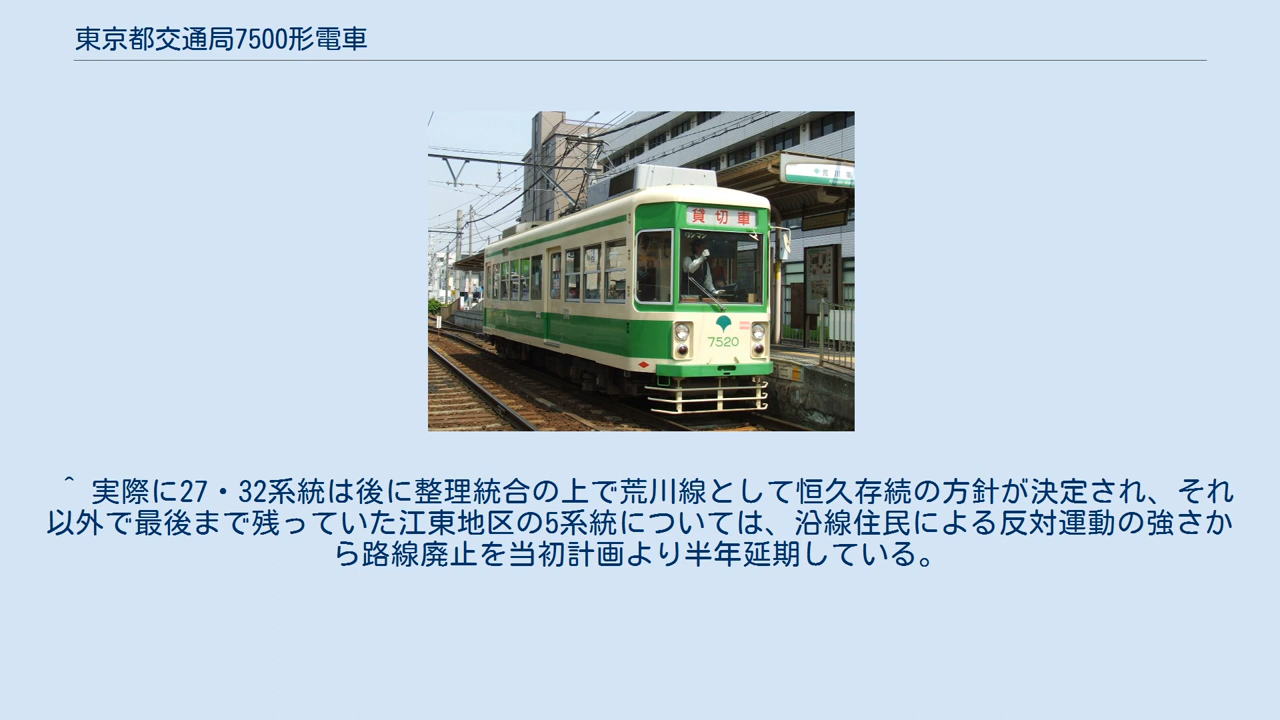 東京都交通局7500形電車
貸切車
ワンマン
7520
^ 実際に27・32系統は後に整理統合の上で荒川線として恒久存続の方針が決定され、それ
以外で最後まで残っていた江東地区の5系統については、沿線住民による反対運動の強さか
ら路線廃止を当初計画より半年延期している。